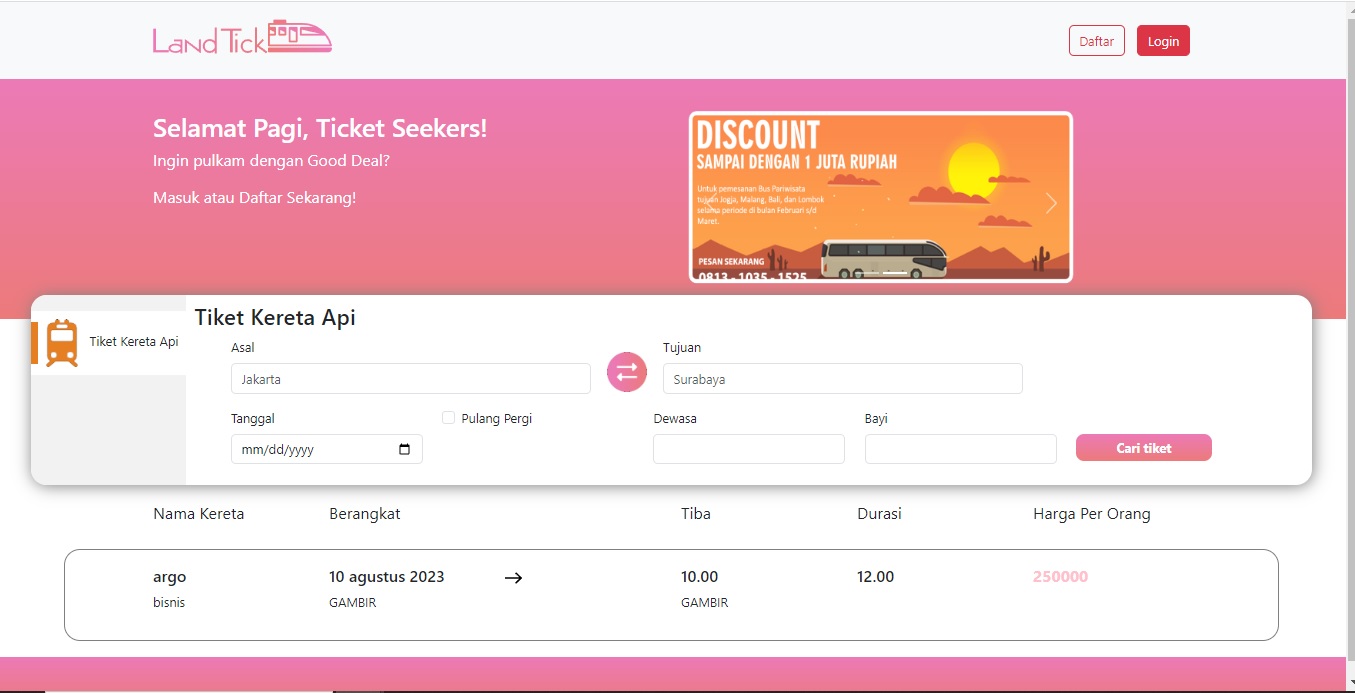 Land Tick
Daftar
Login
Selamat Pagi, Ticket Seekers!
Ingin pulkam dengan Good Deal?
Masuk atau Daftar Sekarang!
DISCOUNT
SAMPAI DENGAN 1 JUTA RUPIAH
Untuk pemesanan Bus Pariwisata
tujuan Jogja, Malang, Bali, dan Lombok
selama periode di bulan Februari s/d
Maret.
PESAN SEKARANG
0813 - 1035 - 1525
Tiket Kereta Api
Tiket Kereta Api
Asal
Tujuan
Jakarta
Surabaya
Tanggal
Pulang Pergi
Dewasa
Bayi
mm/dd/yyyy
Cari tiket
Nama Kereta Berangkat Tiba Durasi Harga Per Orang
argo 10 agustus 2023 → 10.00 12.00 250000
bisnis GAMBIR GAMBIR